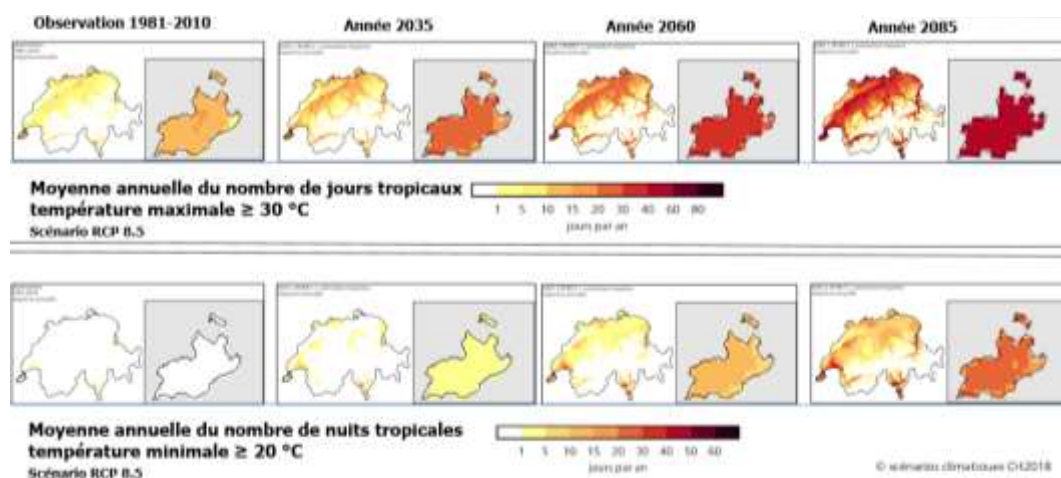 Observation 1981-2010
Année 2035
Année 2060
Année 2085
Moyenne annuelle du nombre de jours tropicaux
température maximale ≥ 30 °C
Scénario RCP 8.5
1 5 10 15 20 30 40 60 80
jours par an
Moyenne annuelle du nombre de nuits tropicales
température minimale ≥ 20 °C
Scénario RCP 8.5
1 5 10 15 20 30 50 60
jours par an
© scénarios climatiques CH2018